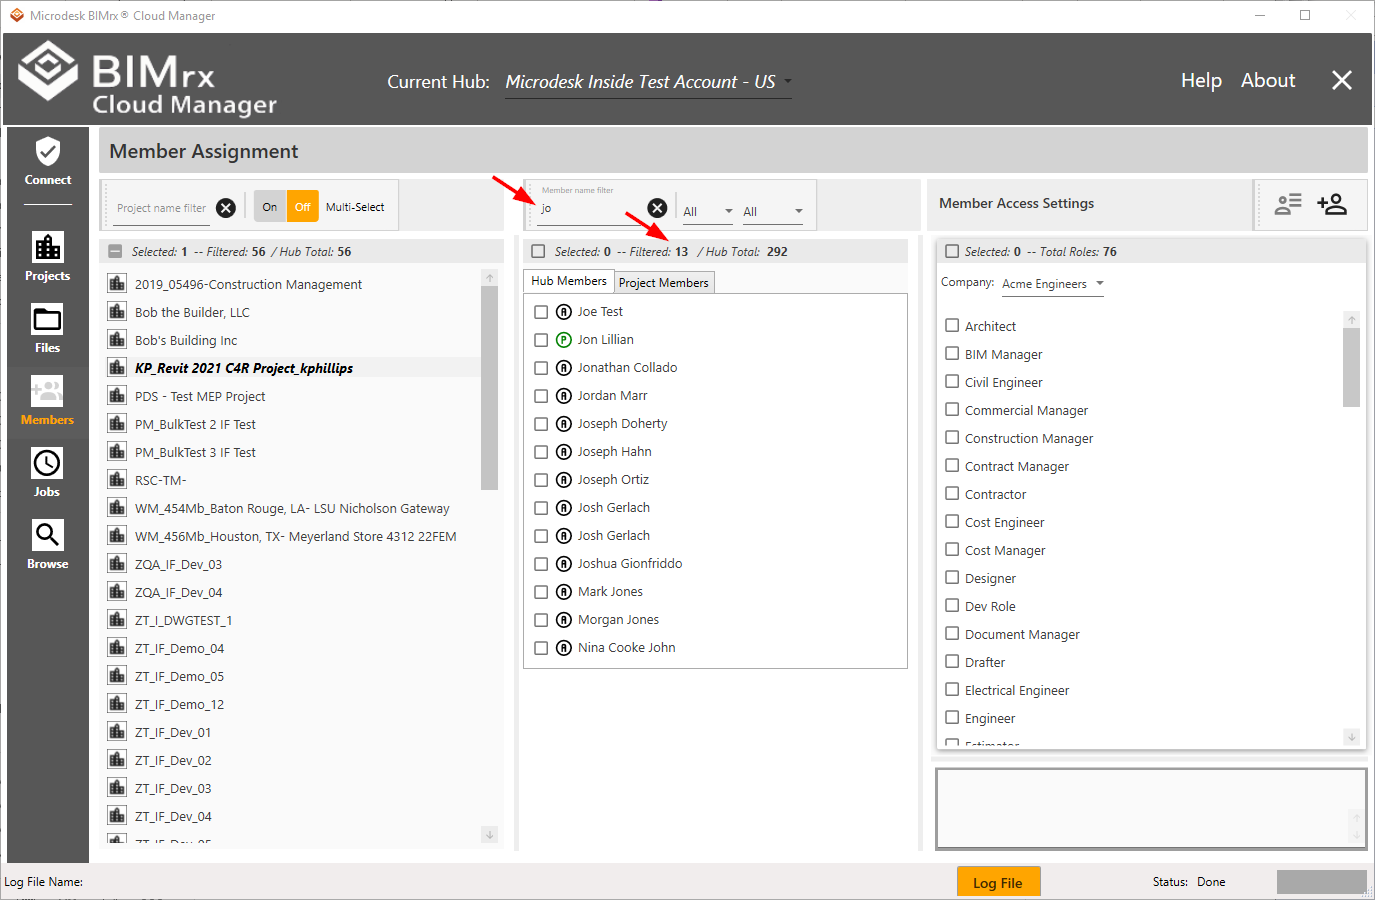 Microdesk BIMrx® Cloud Manager
BIMrx
Cloud Manager
Current Hub: Microdesk Inside Test Account - US
Help About
Connect
Projects
Files
Members
Jobs
Browse
Member Assignment
Project name filter
On Off Multi-Select
Selected: 1 -- Filtered: 56 / Hub Total: 56
2019_05496-Construction Management
Bob the Builder, LLC
Bob's Building Inc
KP_Revit 2021 C4R Project_kphillips
PDS - Test MEP Project
PM_BulkTest 2 IF Test
PM_BulkTest 3 IF Test
RSC-TM-
WM_454Mb_Baton Rouge, LA- LSU Nicholson Gateway
WM_456Mb_Houston, TX- Meyerland Store 4312 22FEM
ZQA_IF_Dev_03
ZQA_IF_Dev_04
ZT_I_DWGTEST_1
ZT_IF_Demo_04
ZT_IF_Demo_05
ZT_IF_Demo_12
ZT_IF_Dev_01
ZT_IF_Dev_02
ZT_IF_Dev_03
ZT_IF_Dev_04
ZT_IF_Dev_05
Member name filter
jo
All All
Selected: 0 -- Filtered: 13 / Hub Total: 292
Hub Members Project Members
A Joe Test
P Jon Lillian
A Jonathan Collado
A Jordan Marr
A Joseph Doherty
A Joseph Hahn
A Joseph Ortiz
A Josh Gerlach
A Josh Gerlach
A Joshua Gionfriddo
A Mark Jones
A Morgan Jones
A Nina Cooke John
Member Access Settings
Selected: 0 -- Total Roles: 76
Company: Acme Engineers
Architect
BIM Manager
Civil Engineer
Commercial Manager
Construction Manager
Contract Manager
Contractor
Cost Engineer
Cost Manager
Designer
Dev Role
Document Manager
Drafter
Electrical Engineer
Engineer
Estimator
Log File Name:
Log File
Status: Done